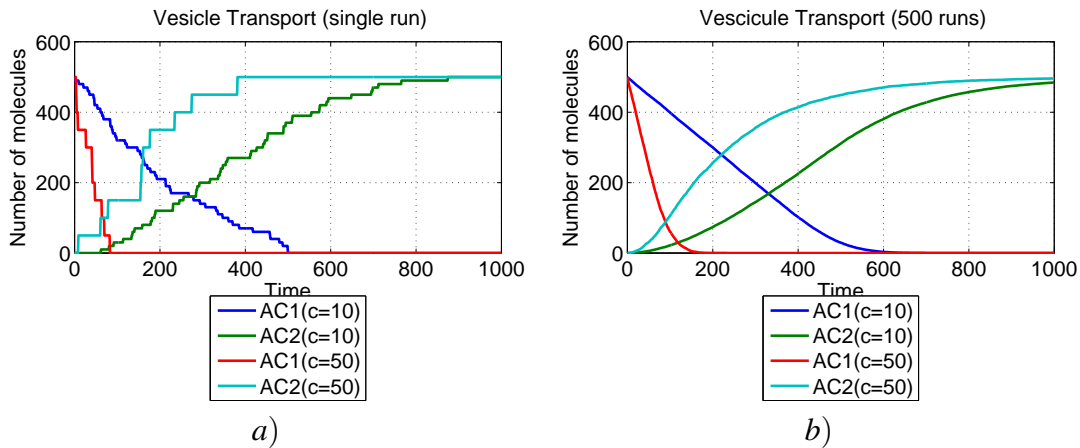 Vesicle Transport (single run)
600
400
200
0
Number of molecules
0 200 400 600 800 1000
Time
AC1(c=10)
AC2(c=10)
AC1(c=50)
AC2(c=50)
a)
Vescicule Transport (500 runs)
600
400
200
0
Number of molecules
0 200 400 600 800 1000
Time
AC1(c=10)
AC2(c=10)
AC1(c=50)
AC2(c=50)
b)